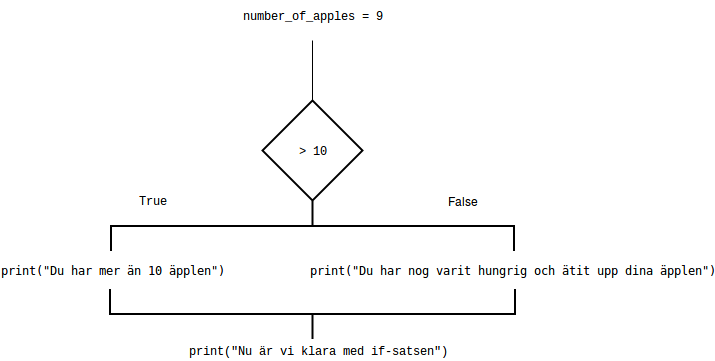 number_of_apples = 9
> 10
True
False
print("Du har mer än 10 äpplen")
print("Du har nog varit hungrig och ätit upp dina äpplen")
print("Nu är vi klara med if-satsen")